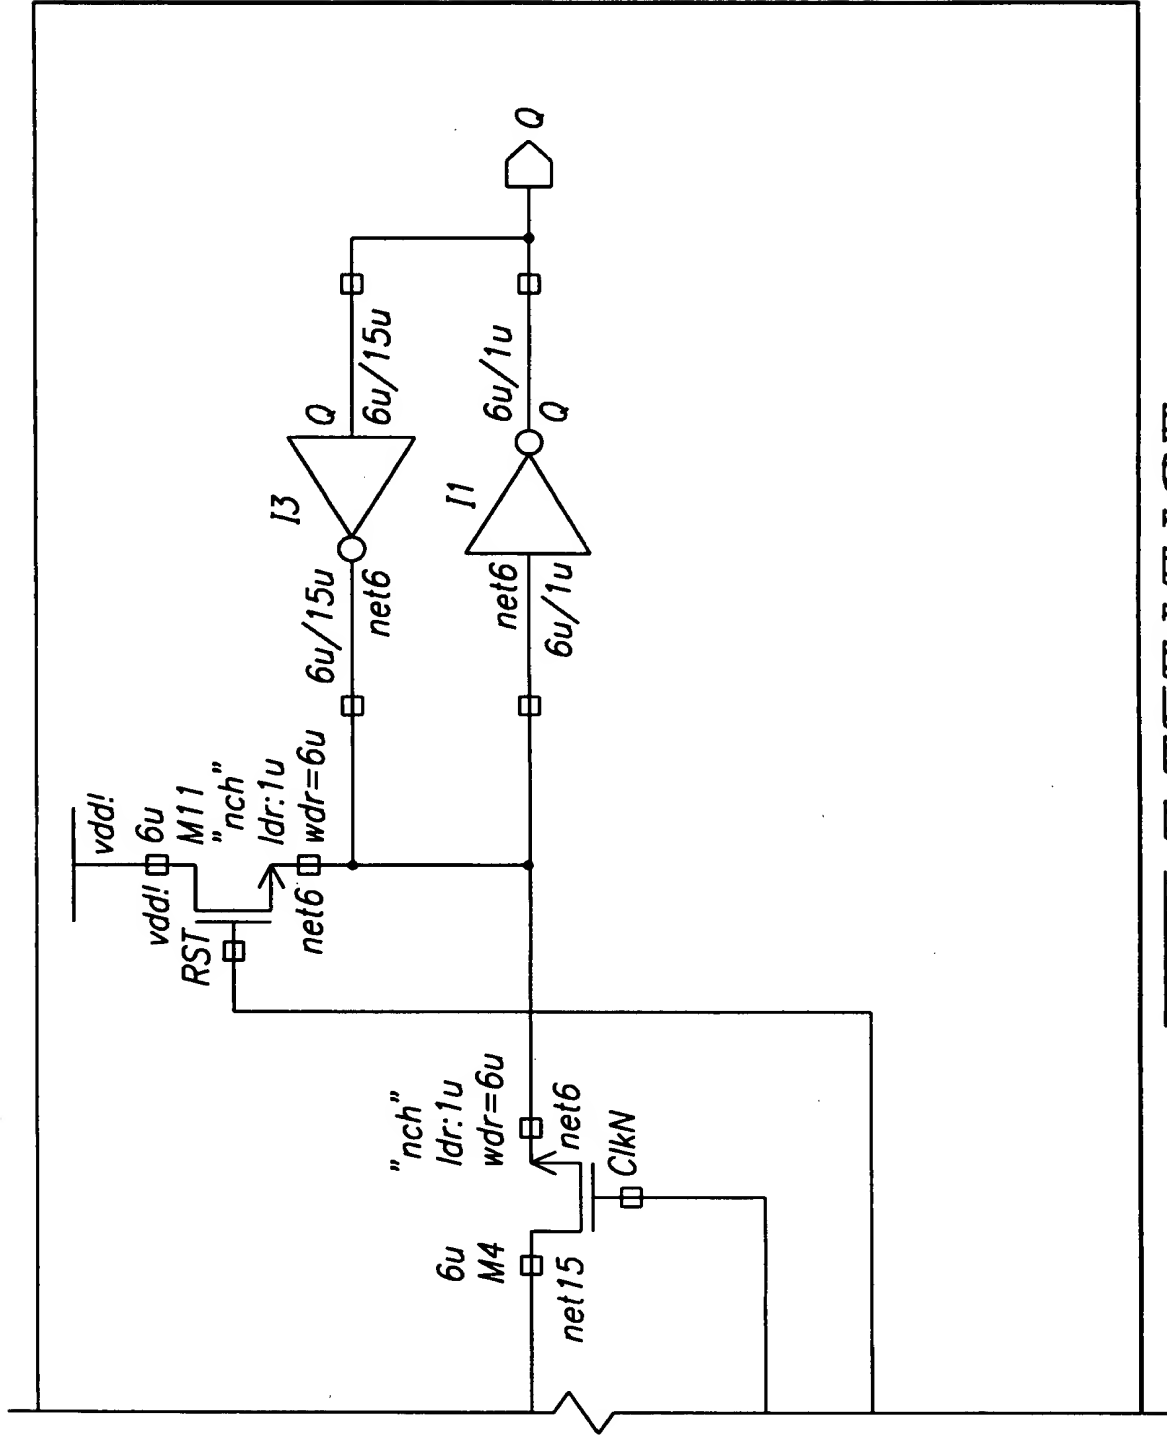 Q
Q
6u/15u
I3
6u/15u
net6
6u/1u
Q
I1
net6
6u/1u
vdd!
6u
M11
"nch"
ldr:1u
wdr=6u
vdd!
RST
net6
"nch"
ldr:1u
wdr=6u
net6
ClkN
6u
M4
net15